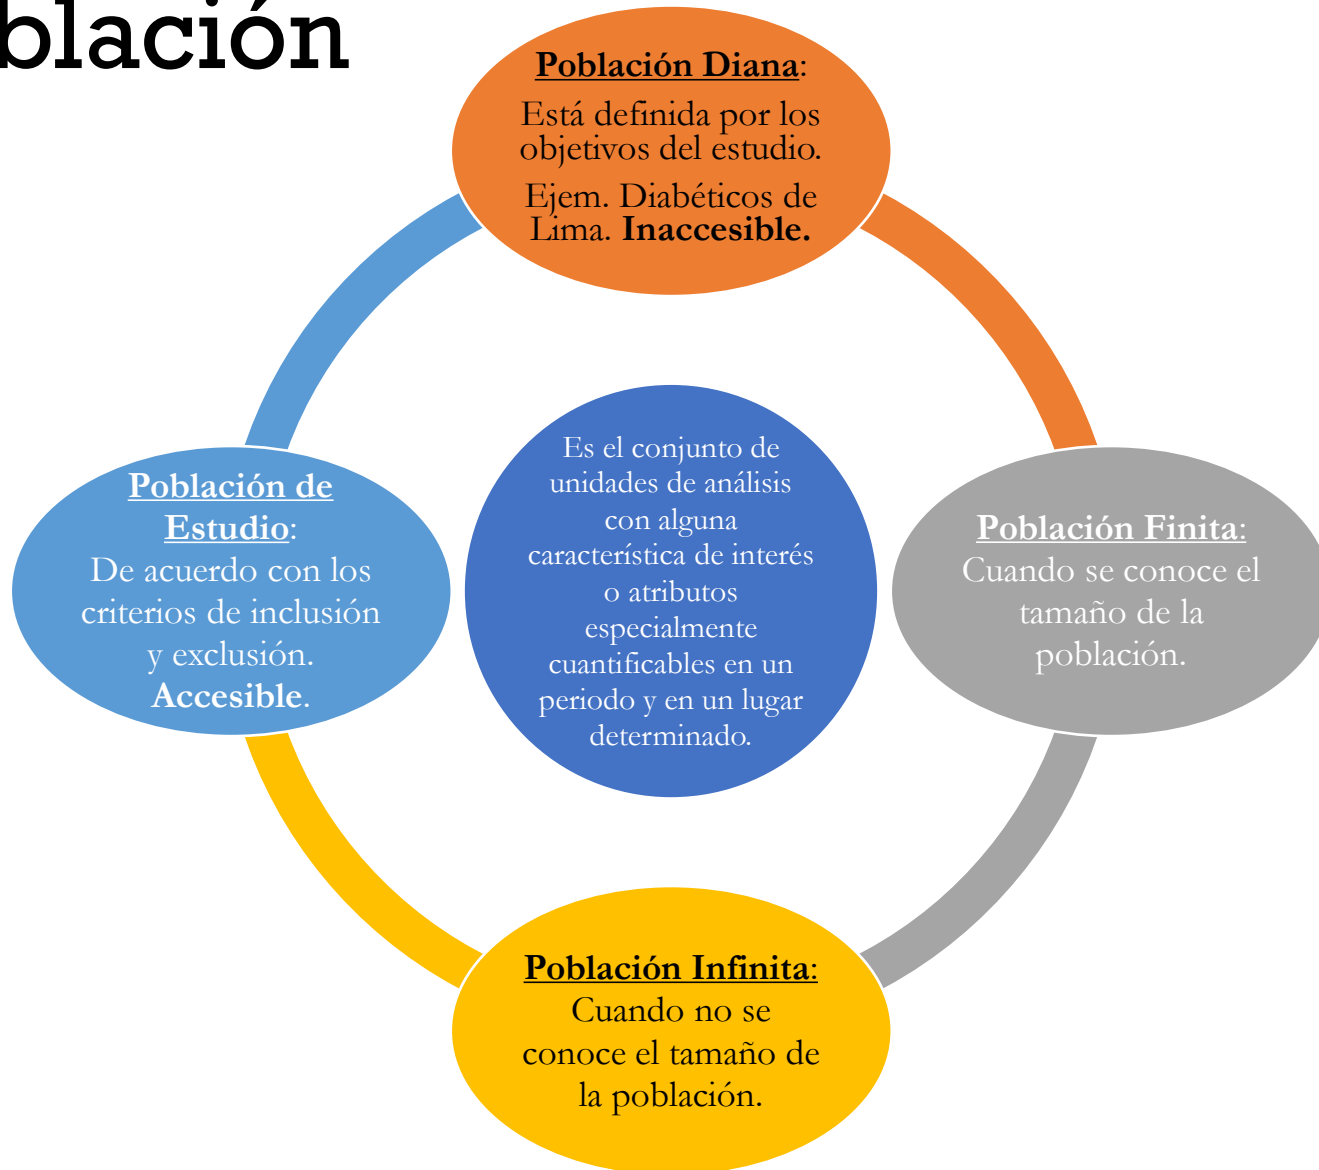 blación
Población Diana:
Está definida por los
objetivos del estudio.
Ejem. Diabéticos de
Lima. Inaccesible.
Es el conjunto de
unidades de análisis
con alguna
característica de interés
o atributos
especialmente
cuantificables en un
periodo y en un lugar
determinado.
Población de
Estudio:
De acuerdo con los
criterios de inclusión
y exclusión.
Accesible.
Población Finita:
Cuando se conoce el
tamaño de la
población.
Población Infinita:
Cuando no se
conoce el tamaño de
la población.